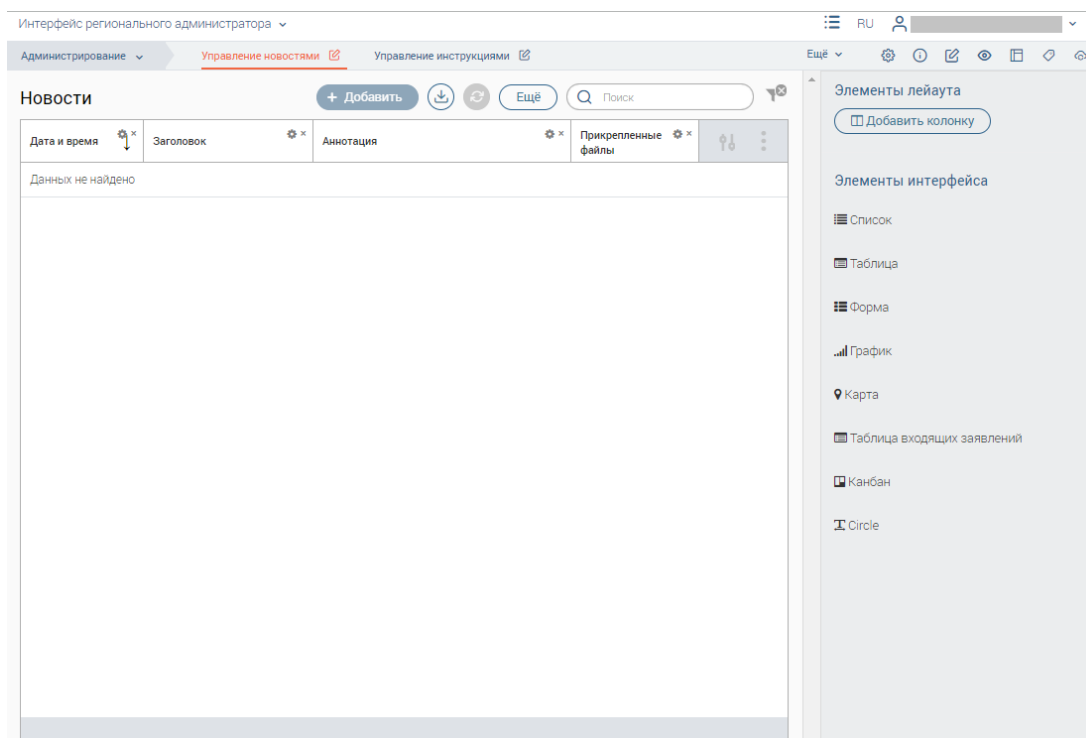 Интерфейс регионального администратора
RU
Администрирование
Управление новостями
Управление инструкциями
Ещё
Новости
+ Добавить
Ещё
Поиск
Дата и время
Заголовок
Аннотация
Прикрепленные
файлы
Данных не найдено
Элементы лейаута
Добавить колонку
Элементы интерфейса
Список
Таблица
Форма
График
Карта
Таблица входящих заявлений
Канбан
Circle